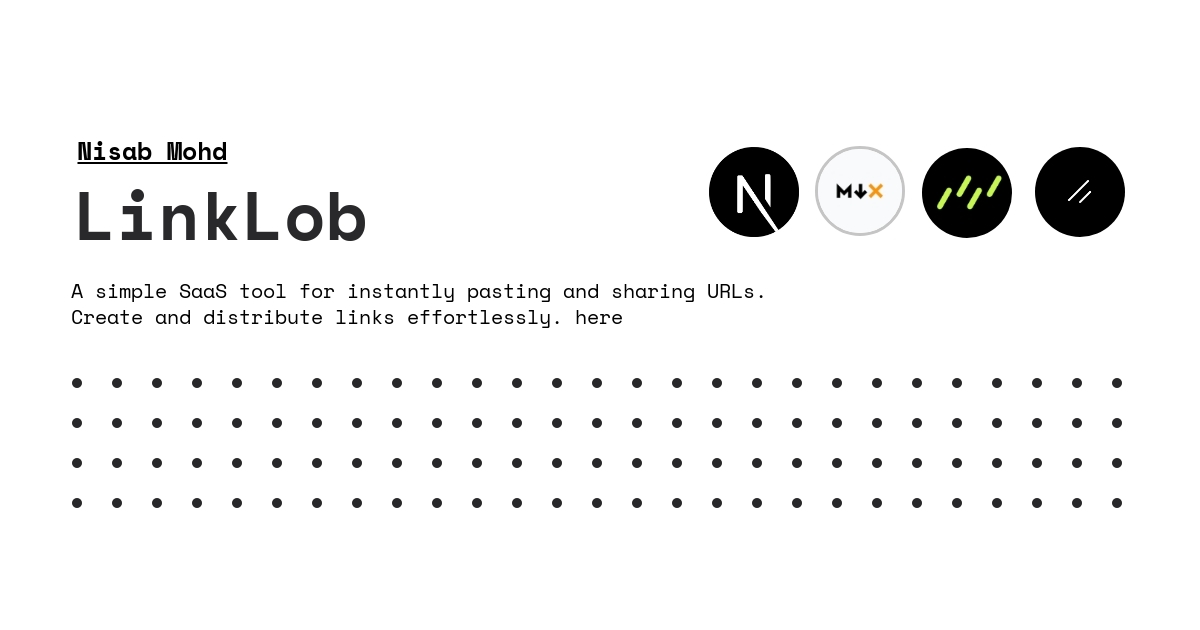 Nisab Mohd
LinkLob
N
M↓X
A simple SaaS tool for instantly pasting and sharing URLs.
Create and distribute links effortlessly. here